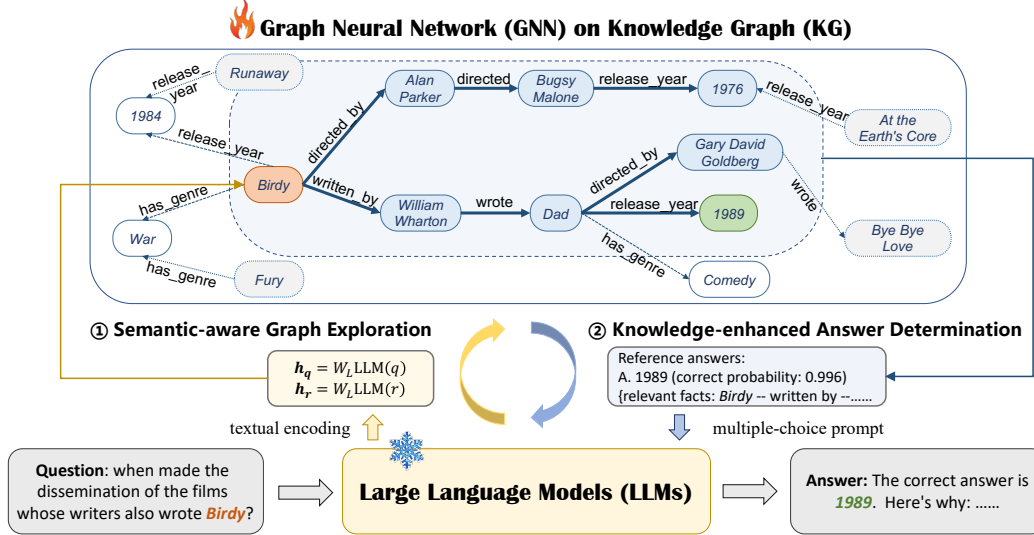 Graph Neural Network (GNN) on Knowledge Graph (KG)
Runaway
release_
year
1984
release_year
Birdy
has_genre
War
has_genre
Fury
directed_by
Alan
Parker
directed
Bugsy
Malone
release_year
1976
release_year
At the
Earth's Core
written_by
William
Wharton
wrote
Dad
directed_by
Gary David
Goldberg
wrote
Bye Bye
Love
release_year
1989
has_genre
Comedy
① Semantic-aware Graph Exploration
② Knowledge-enhanced Answer Determination
h_q = W_L LLM(q)
h_r = W_L LLM(r)
Reference answers:
A. 1989 (correct probability: 0.996)
{relevant facts: Birdy -- written by --......
textual encoding
multiple-choice prompt
Question: when made the
dissemination of the films
whose writers also wrote Birdy?
Large Language Models (LLMs)
Answer: The correct answer is
1989. Here's why: ......